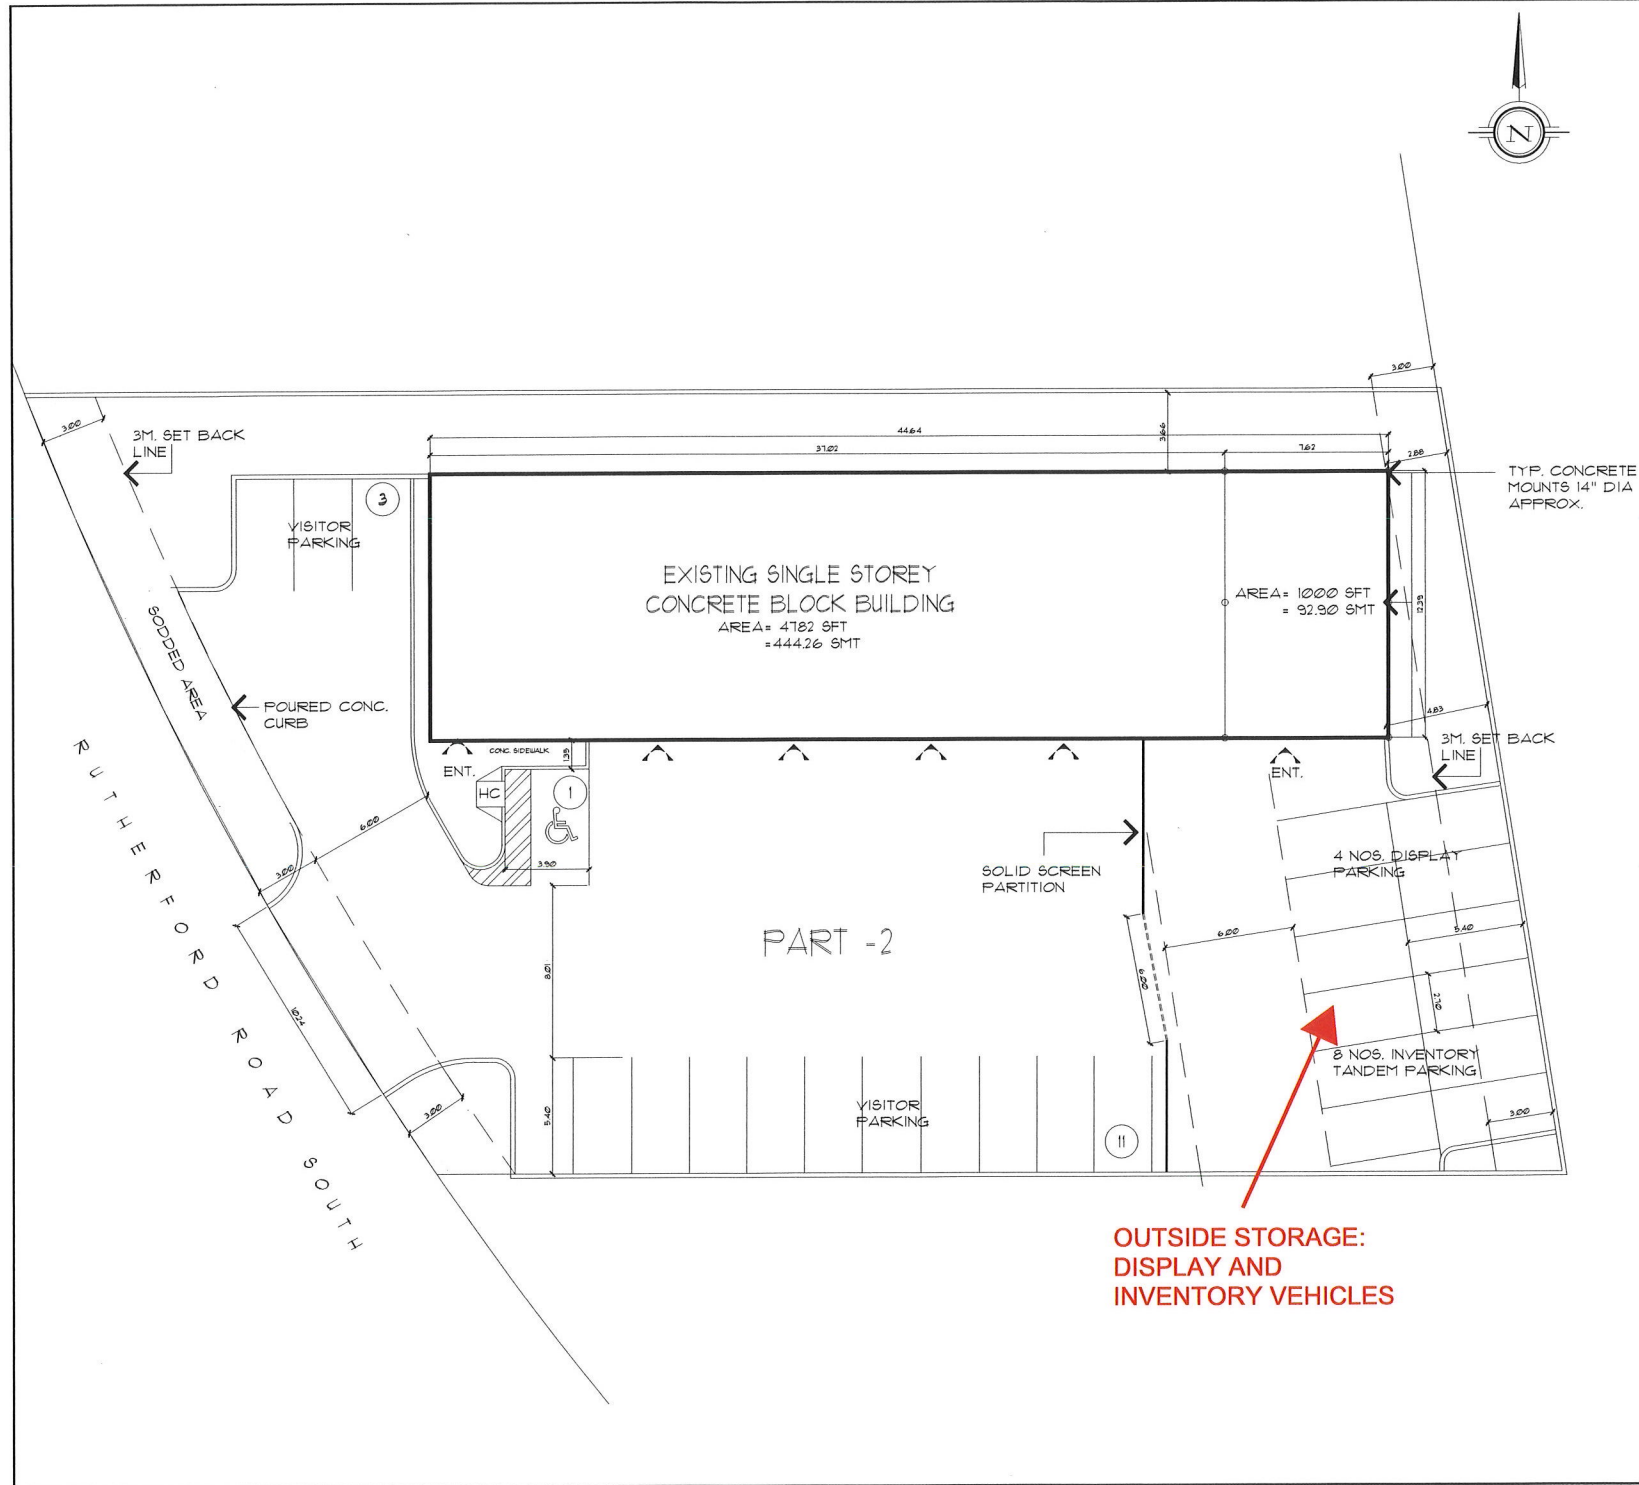 N
3.00
44.64
3.66
37.02
7.62
2.88
3.00
3M. SET BACK
LINE
TYP. CONCRETE
MOUNTS 14" DIA
APPROX.
3
VISITOR
PARKING
EXISTING SINGLE STOREY
CONCRETE BLOCK BUILDING
AREA= 4782 SFT
=444.26 SMT
AREA= 1000 SFT
= 92.90 SMT
12.39
SODDED AREA
POURED CONC.
CURB
4.83
3M. SET BACK
LINE
CONC. SIDEWALK
1.39
ENT.
ENT.
HC
1
6.00
3.00
3.90
SOLID SCREEN
PARTITION
4 NOS. DISPLAY
PARKING
RUTHERFORD ROAD SOUTH
PART -2
6.00
5.40
8.01
6.00
2.70
8 NOS. INVENTORY
TANDEM PARKING
3.00
5.40
3.00
VISITOR
PARKING
11
OUTSIDE STORAGE:
DISPLAY AND
INVENTORY VEHICLES